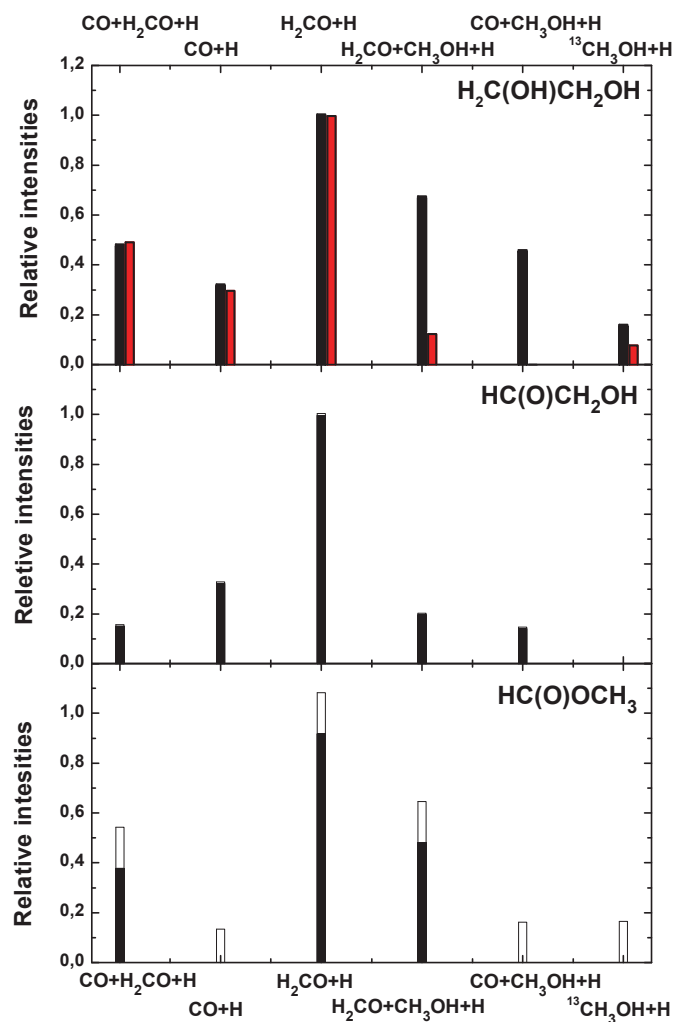 CO+H₂CO+H H₂CO+H CO+CH₃OH+H
CO+H H₂CO+CH₃OH+H ¹³CH₃OH+H
1,2
H₂C(OH)CH₂OH
1,0
0,8
0,6
0,4
0,2
0,0
Relative intensities
HC(O)CH₂OH
1,0
0,8
0,6
0,4
0,2
0,0
Reletive intensities
HC(O)OCH₃
1,0
0,8
0,6
0,4
0,2
0,0
Relative intesities
CO+H₂CO+H H₂CO+H CO+CH₃OH+H
CO+H H₂CO+CH₃OH+H ¹³CH₃OH+H